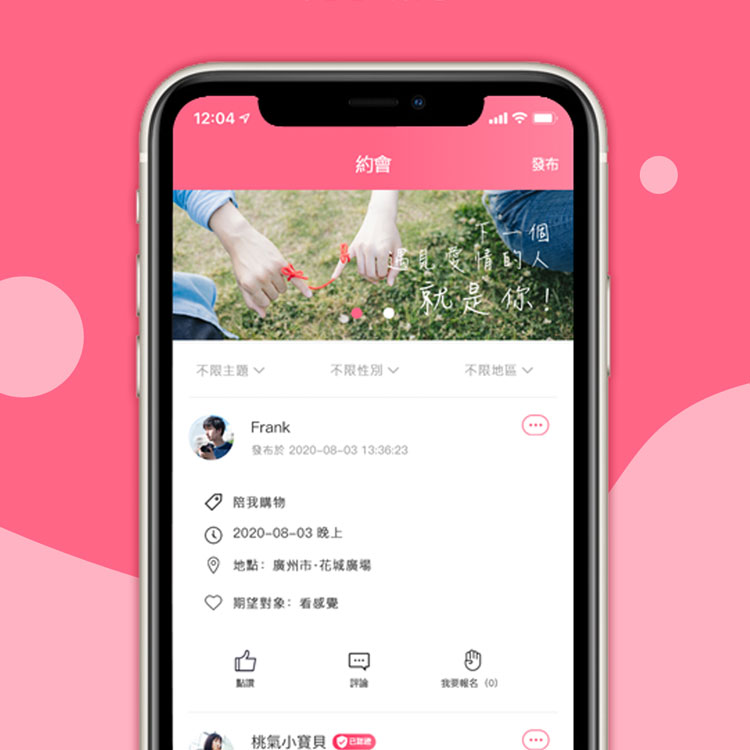 12:04
約會
發布
下一個
遇見愛情的人
就是你!
不限主題
不限性別
不限地區
Frank
發布於 2020-08-03 13:36:23
陪我購物
2020-08-03 晚上
地點：廣州市·花城廣場
期望對象：看感覺
點讚
評論
我要報名 (0)
桃氣小寶貝
已認證